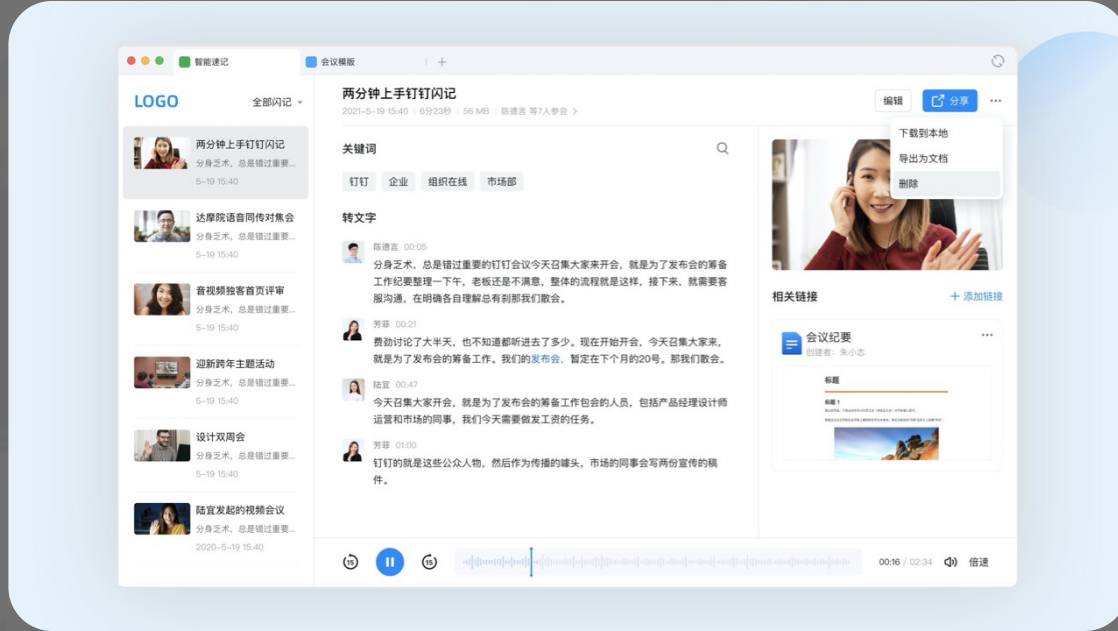 智能速记
会议模版
LOGO
全部闪记
两分钟上手钉钉闪记
分身乏术，总是错过重要...
5-19 15:40
达摩院语音同传对焦会
分身乏术，总是错过重要...
5-19 15:40
音视频独客首页评审
分身乏术，总是错过重要...
5-19 15:40
迎新跨年主题活动
分身乏术，总是错过重要...
5-19 15:40
设计双周会
分身乏术，总是错过重要...
5-19 15:40
陆宜发起的视频会议
分身乏术，总是错过重要...
2020-5-19 15:40
两分钟上手钉钉闪记
2021-5-19 15:40 | 6分23秒 | 56 MB | 陈德言 等7人参会 >
编辑
分享
下载到本地
导出为文档
删除
关键词
钉钉 企业 组织在线 市场部
转文字
陈德言 00:05
分身乏术，总是错过重要的钉钉会议今天召集大家来开会，就是为了发布会的筹备
工作纪要整理一下午，老板还是不满意，整体的流程就是这样，接下来，就需要客
服沟通，在明确各自理解总有刹那我们散会。
芳菲 00:21
费劲讨论了大半天，也不知道都听进去了多少。现在开始开会，今天召集大家来，
就是为了发布会的筹备工作。我们的发布会，暂定在下个月的20号。那我们散会。
陆宜 00:47
今天召集大家开会，就是为了发布会的筹备工作包会的人员，包括产品经理设计师
运营和市场的同事，我们今天需要做发工资的任务。
芳菲 01:00
钉钉的就是这些公众人物，然后作为传播的噱头，市场的同事会写两份宣传的稿
件。
相关链接
+ 添加链接
会议纪要
创建者：朱小志
标题
标题 1
15
15
00:16 / 02:34
倍速